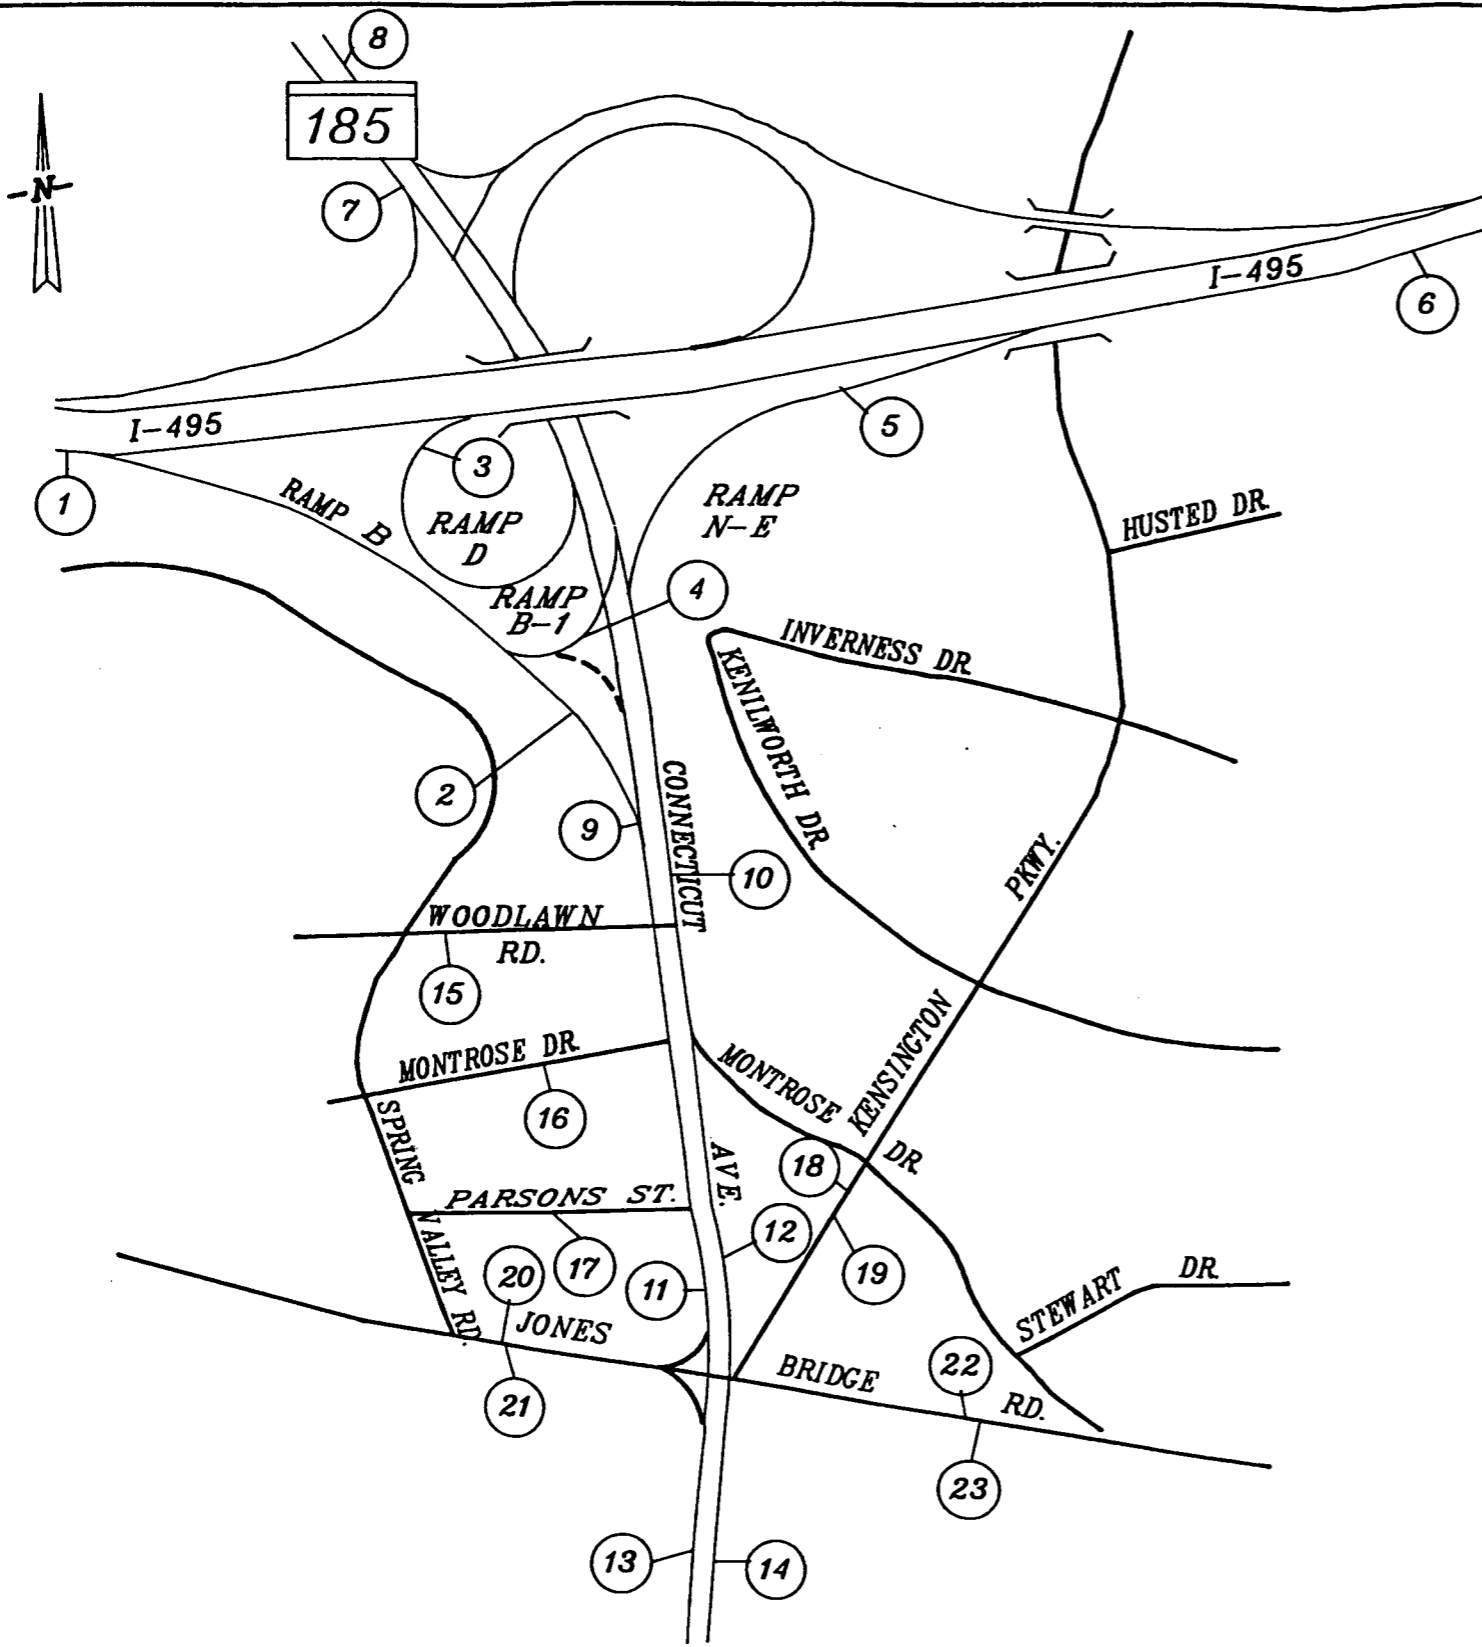 8
185
N
7
I-495
6
I-495
5
3
1
RAMP B
RAMP
D
RAMP
N-E
HUSTED DR.
RAMP
B-1
4
INVERNESS DR.
KENILWORTH DR.
2
9
CONNECTICUT
10
PKWY.
WOODLAWN
RD.
15
MONTROSE DR.
KENSINGTON
MONTROSE
DR.
16
SPRING
AVE.
18
PARSONS ST.
12
VALLEY RD.
20
17
11
19
STEWART DR.
JONES
BRIDGE
22
RD.
21
23
13
14